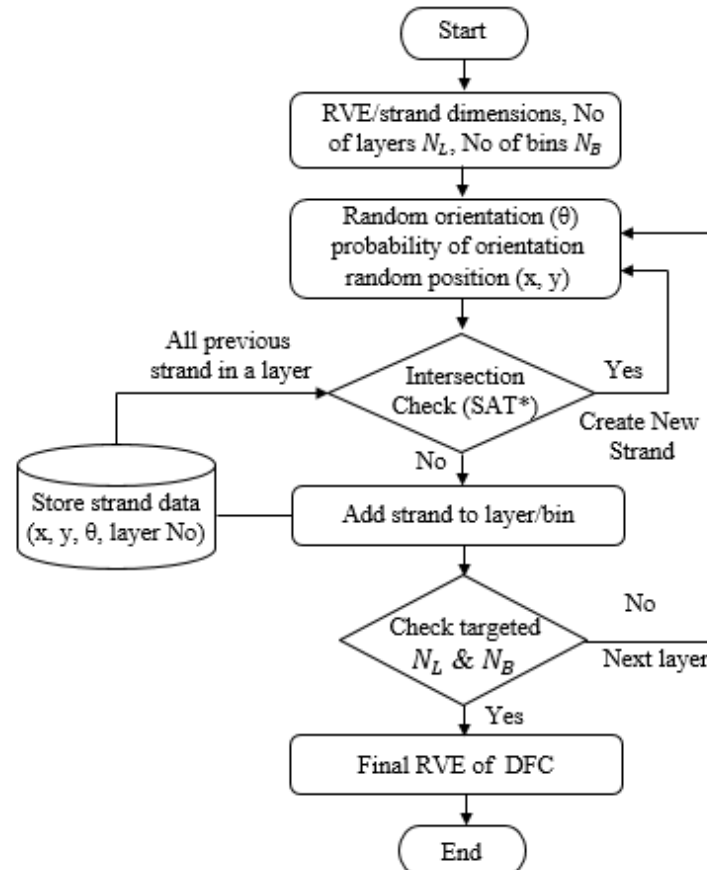 Start
RVE/strand dimensions, No
of layers N_L, No of bins N_B
Random orientation (θ)
probability of orientation
random position (x, y)
All previous
strand in a layer
Intersection
Check (SAT*)
Yes
Create New
Strand
No
Store strand data
(x, y, θ, layer No)
Add strand to layer/bin
Check targeted
N_L & N_B
No
Next layer
Yes
Final RVE of DFC
End